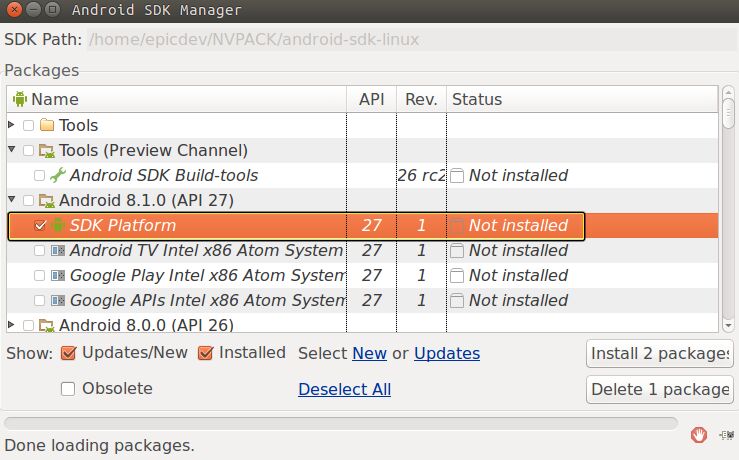 Android SDK Manager
SDK Path: /home/epicdev/NVPACK/android-sdk-linux
Packages
Name API Rev. Status
Tools
Tools (Preview Channel)
Android SDK Build-tools 26 rc2 Not installed
Android 8.1.0 (API 27)
SDK Platform 27 1 Not installed
Android TV Intel x86 Atom System 27 1 Not installed
Google Play Intel x86 Atom System 27 1 Not installed
Google APIs Intel x86 Atom System 27 1 Not installed
Android 8.0.0 (API 26)
Show: Updates/New Installed Select New or Updates Install 2 packages
Obsolete Deselect All Delete 1 package
Done loading packages.